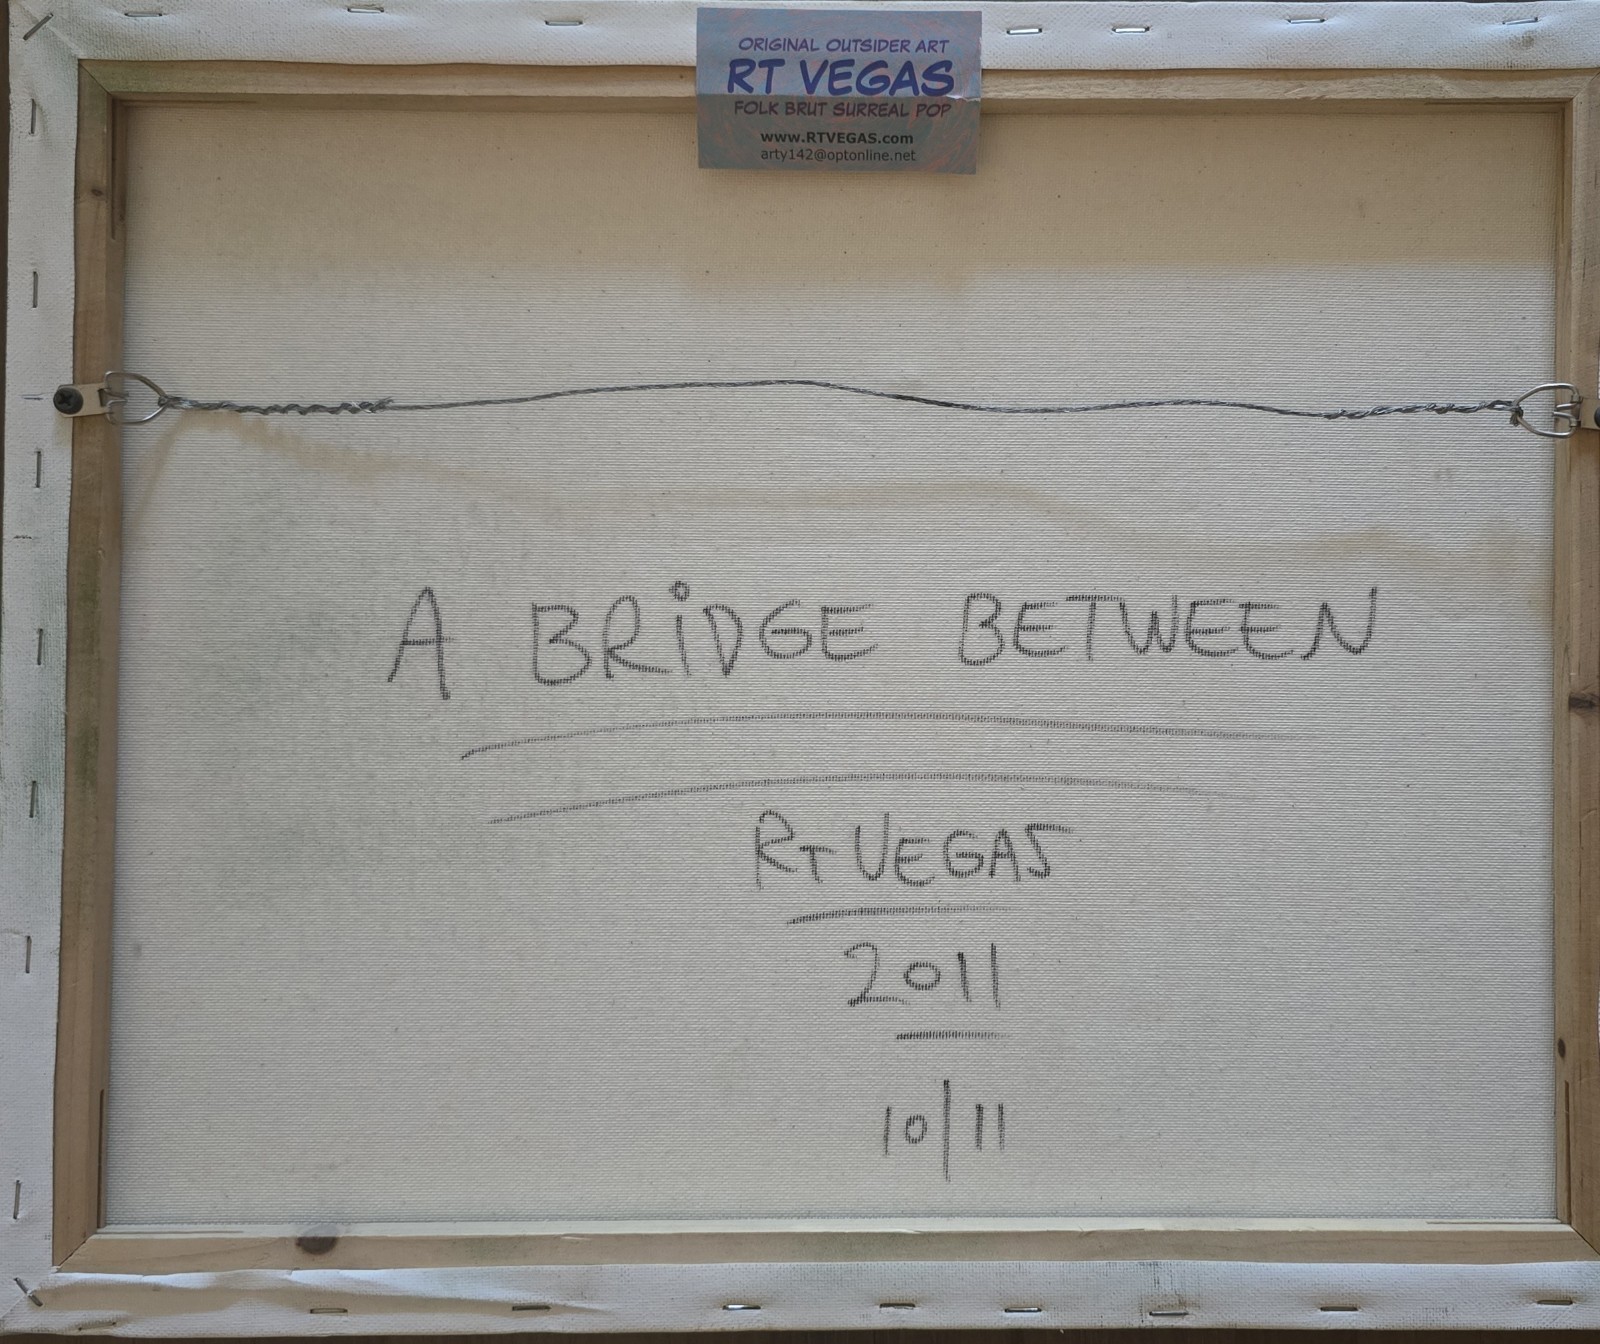 ORIGINAL OUTSIDER ART
RT VEGAS
FOLK BRUT SURREAL POP
www.RTVEGAS.com
arty142@optonline.net
A BRiDGE BETWEEN
RT VEGAS
2011
10/11